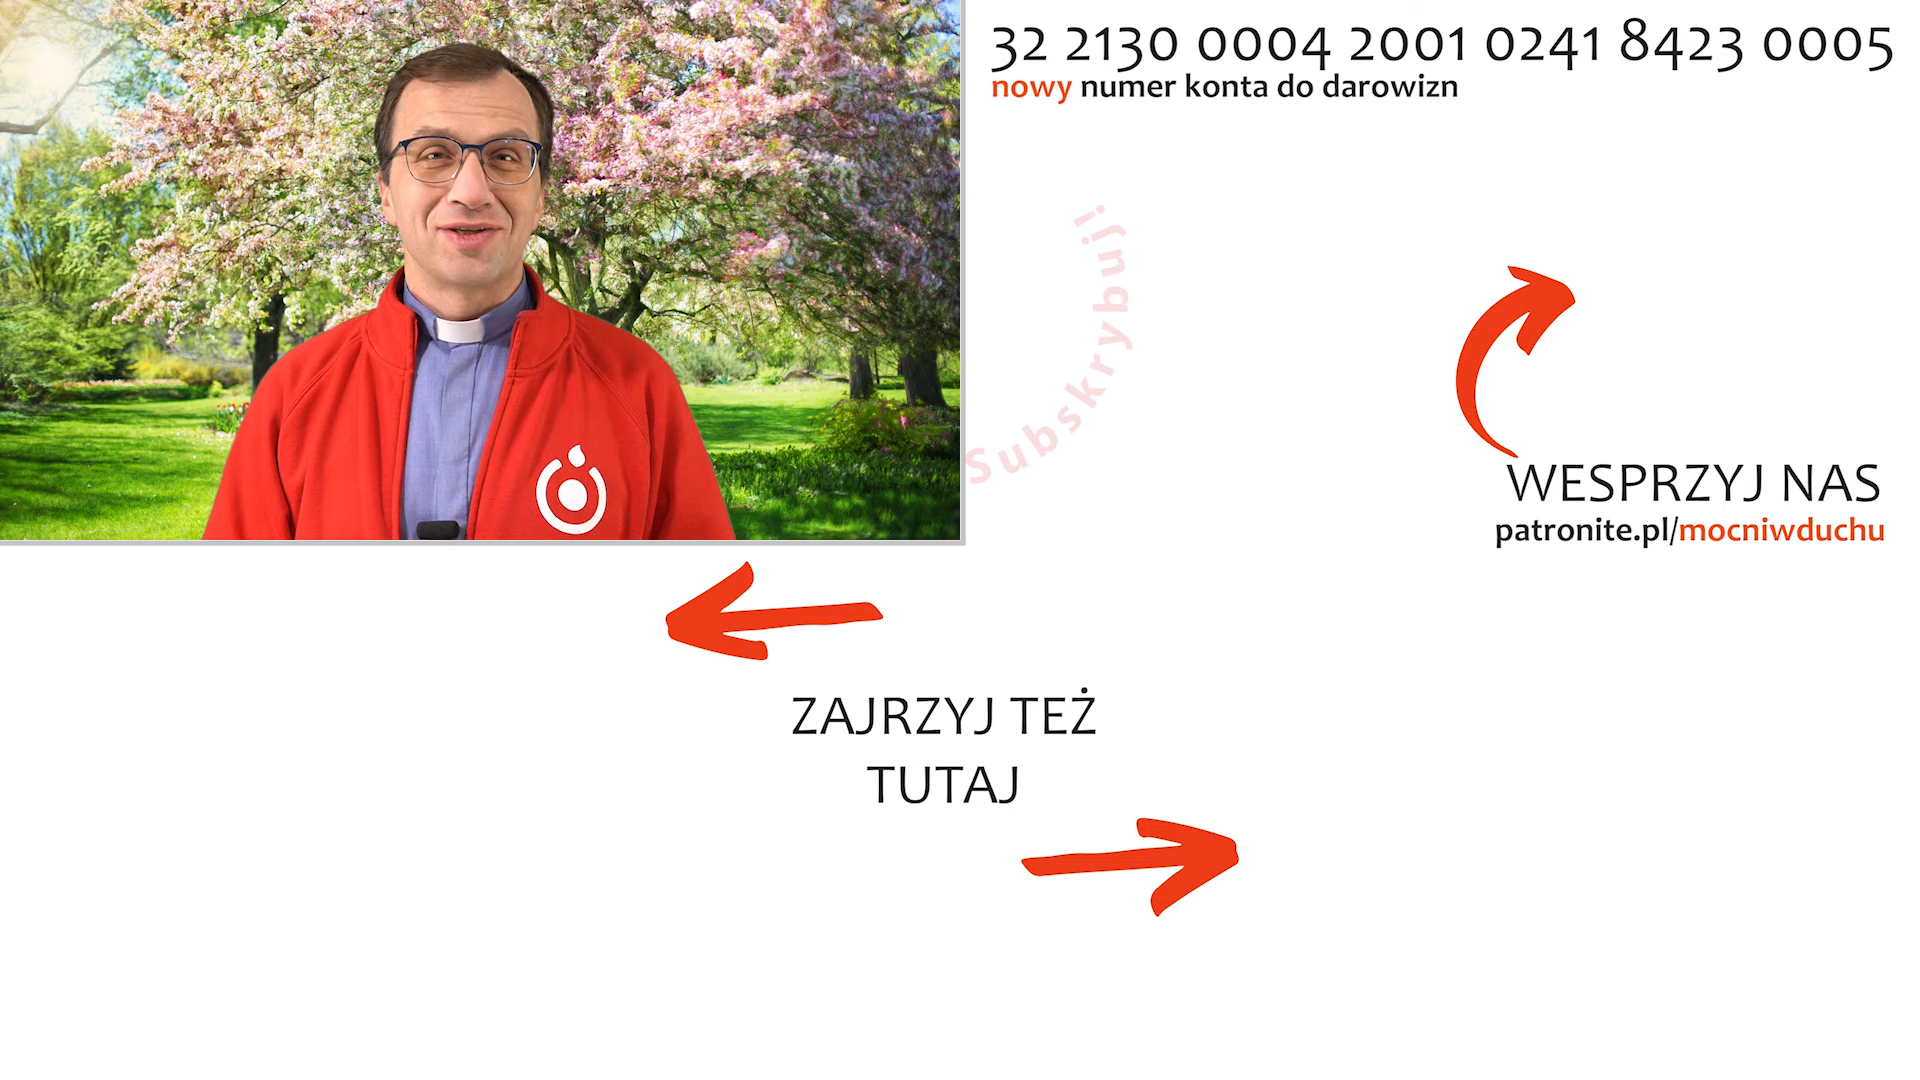 32 2130 0004 2001 0241 8423 0005
nowy numer konta do darowizn
Subskrybuj!
WESPRZYJ NAS
patronite.pl/mocniwduchu
ZAJRZYJ TEŻ
TUTAJ